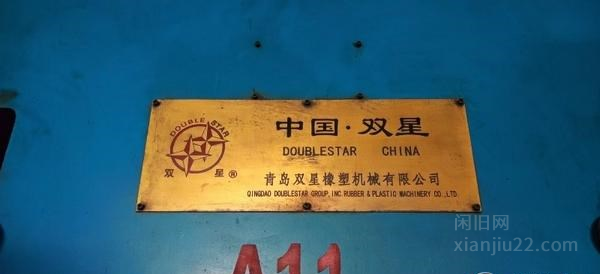 DOUBLE STAR
双 星®
中国·双星
DOUBLESTAR CHINA
青岛双星橡塑机械有限公司
QINGDAO DOUBLESTAR GROUP, INC. RUBBER & PLASTIC MACHINERY CO.,LTD.
A11
闲旧网
xianjiu22.com